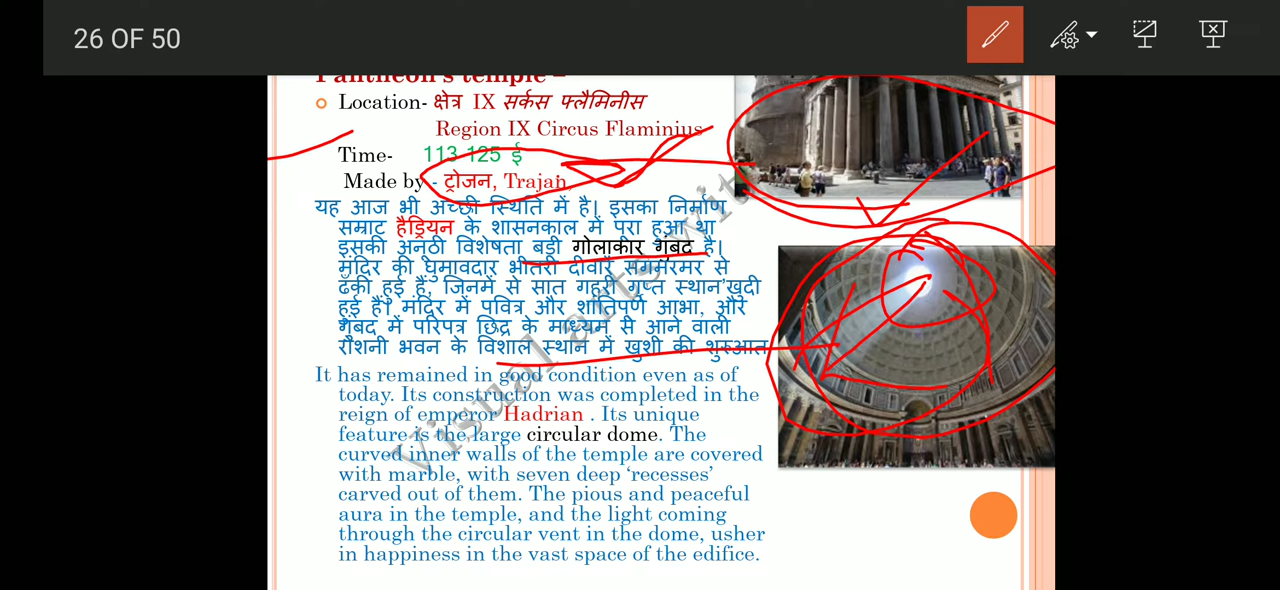 26 OF 50
Pantheon's temple –
Location- क्षेत्र IX सर्कस फ्लैमिनीस
Region IX Circus Flaminius
Time- 113-125 ई
Made by - ट्रोजन, Trajan,
यह आज भी अच्छी स्थिति में है। इसका निर्माण
सम्राट हैड्रियन के शासनकाल में पूरा हुआ था
इसकी अनूठी विशेषता बड़ी गोलाकार गुंबद है।
मंदिर की घुमावदार भीतरी दीवारें संगमरमर से
ढँकी हुई हैं, जिनमें से सात गहरी गुप्त स्थान खुदी
हुई हैं। मंदिर में पवित्र और शांतिपूर्ण आभा, और
गुंबद में परिपत्र छिद्र के माध्यम से आने वाली
रोशनी भवन के विशाल स्थान में खुशी की शुरुआत
It has remained in good condition even as of
today. Its construction was completed in the
reign of emperor Hadrian . Its unique
feature is the large circular dome. The
curved inner walls of the temple are covered
with marble, with seven deep ‘recesses’
carved out of them. The pious and peaceful
aura in the temple, and the light coming
through the circular vent in the dome, usher
in happiness in the vast space of the edifice.
Visual arts wit